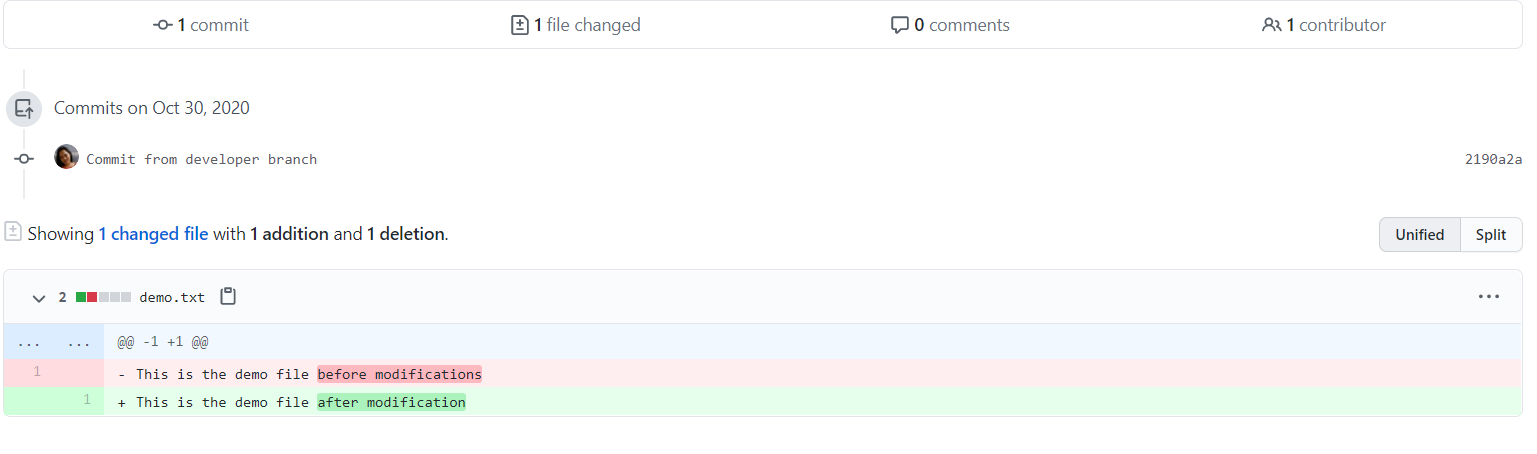 1 commit 1 file changed 0 comments 1 contributor
Commits on Oct 30, 2020
Commit from developer branch 2190a2a
Showing 1 changed file with 1 addition and 1 deletion. Unified Split
2 demo.txt ...
... ... @@ -1 +1 @@
1 - This is the demo file before modifications
1 + This is the demo file after modification